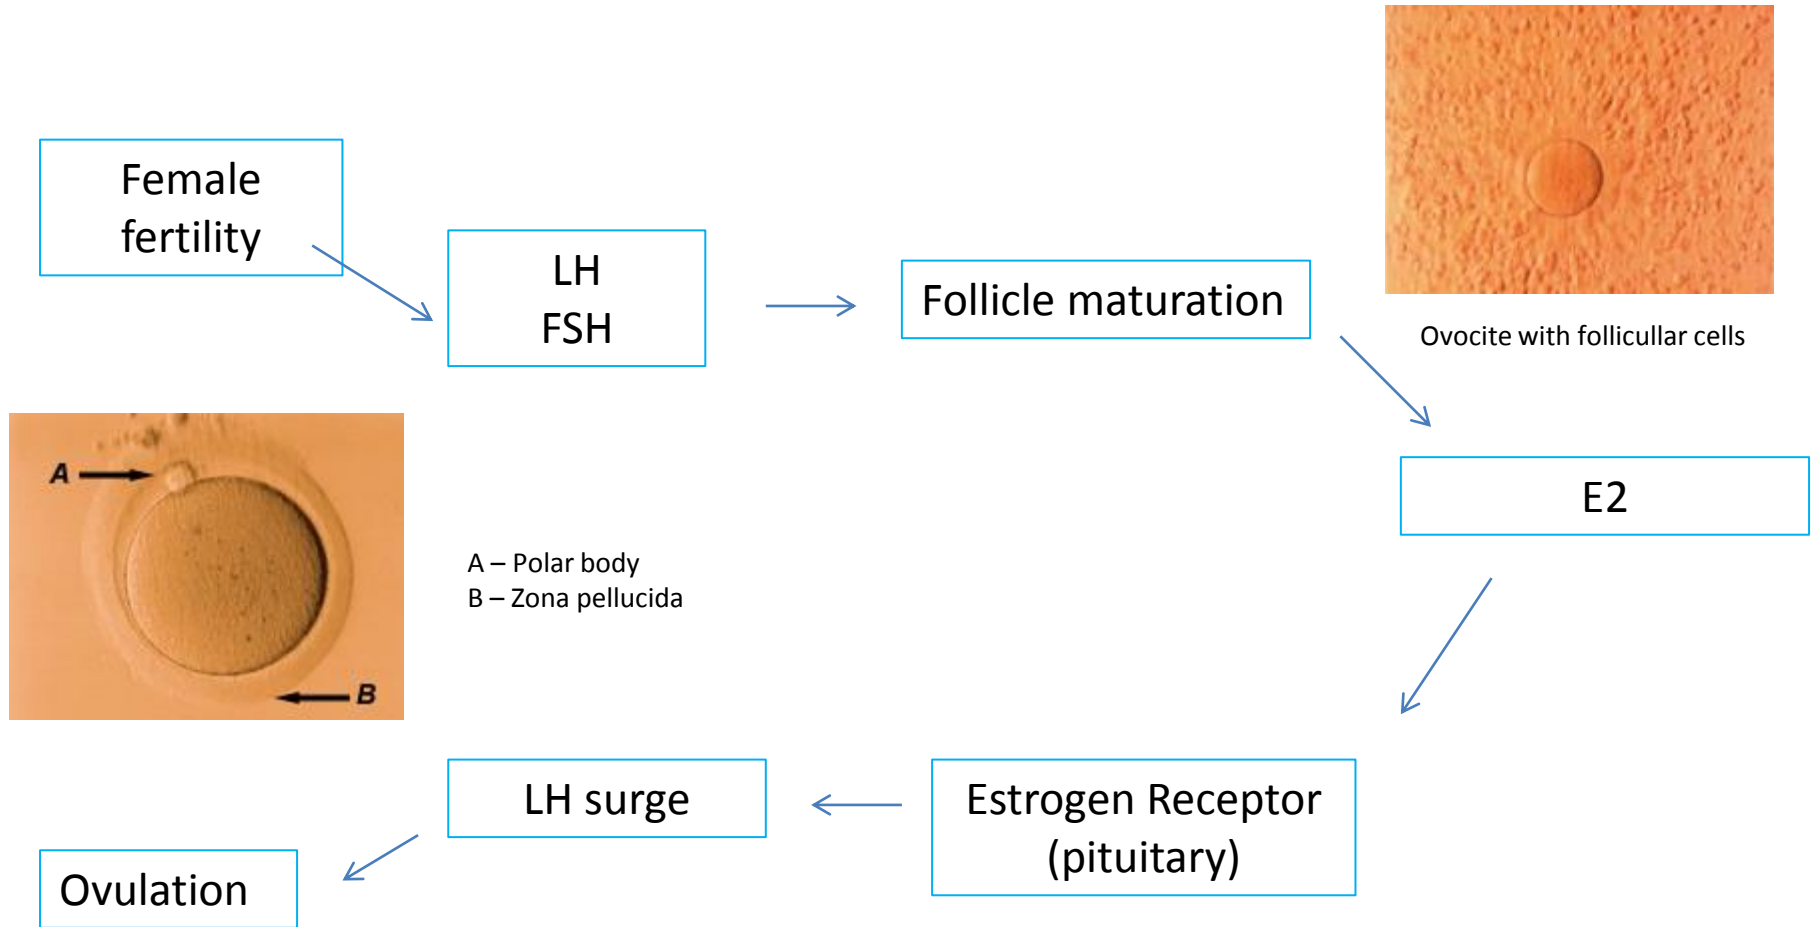 Female
fertility
LH
FSH
Follicle maturation
Ovocite with follicullar cells
E2
A
B
A – Polar body
B – Zona pellucida
LH surge
Estrogen Receptor
(pituitary)
Ovulation